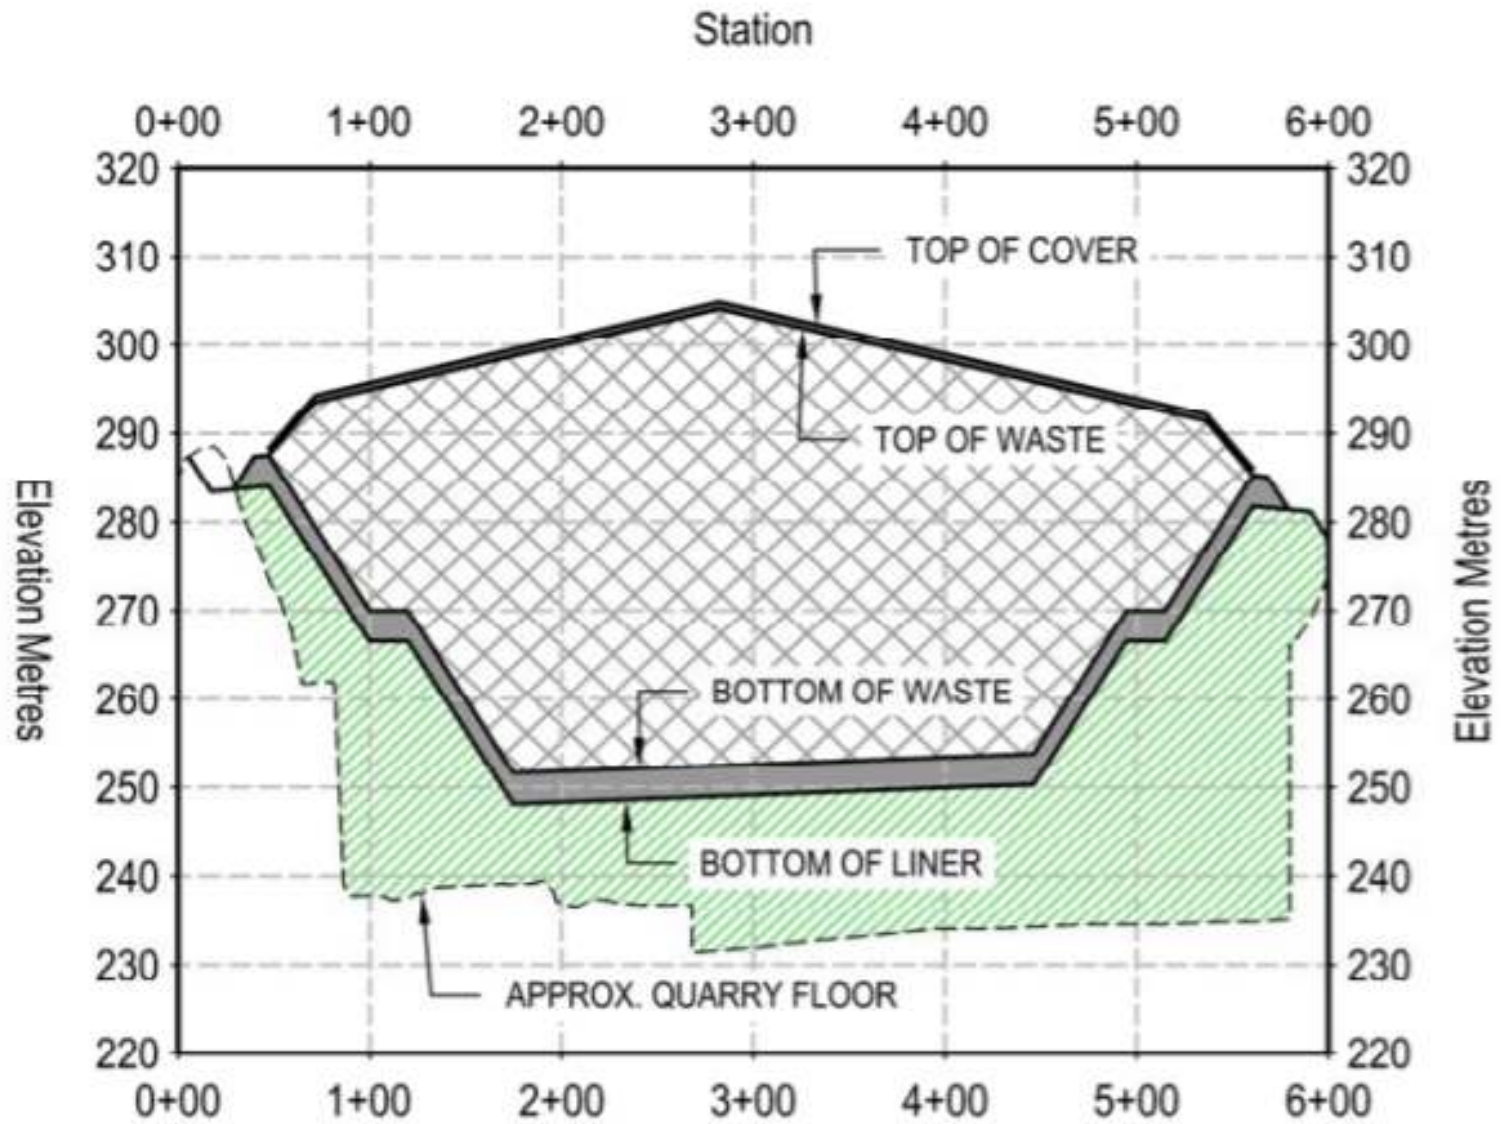 Station
0+00 1+00 2+00 3+00 4+00 5+00 6+00
320 320
310 TOP OF COVER 310
300 300
290 TOP OF WASTE 290
280 280
Elevation Metres
Elevation Metres
270 270
260 BOTTOM OF WASTE 260
250 250
240 BOTTOM OF LINER 240
230 230
APPROX. QUARRY FLOOR
220 220
0+00 1+00 2+00 3+00 4+00 5+00 6+00